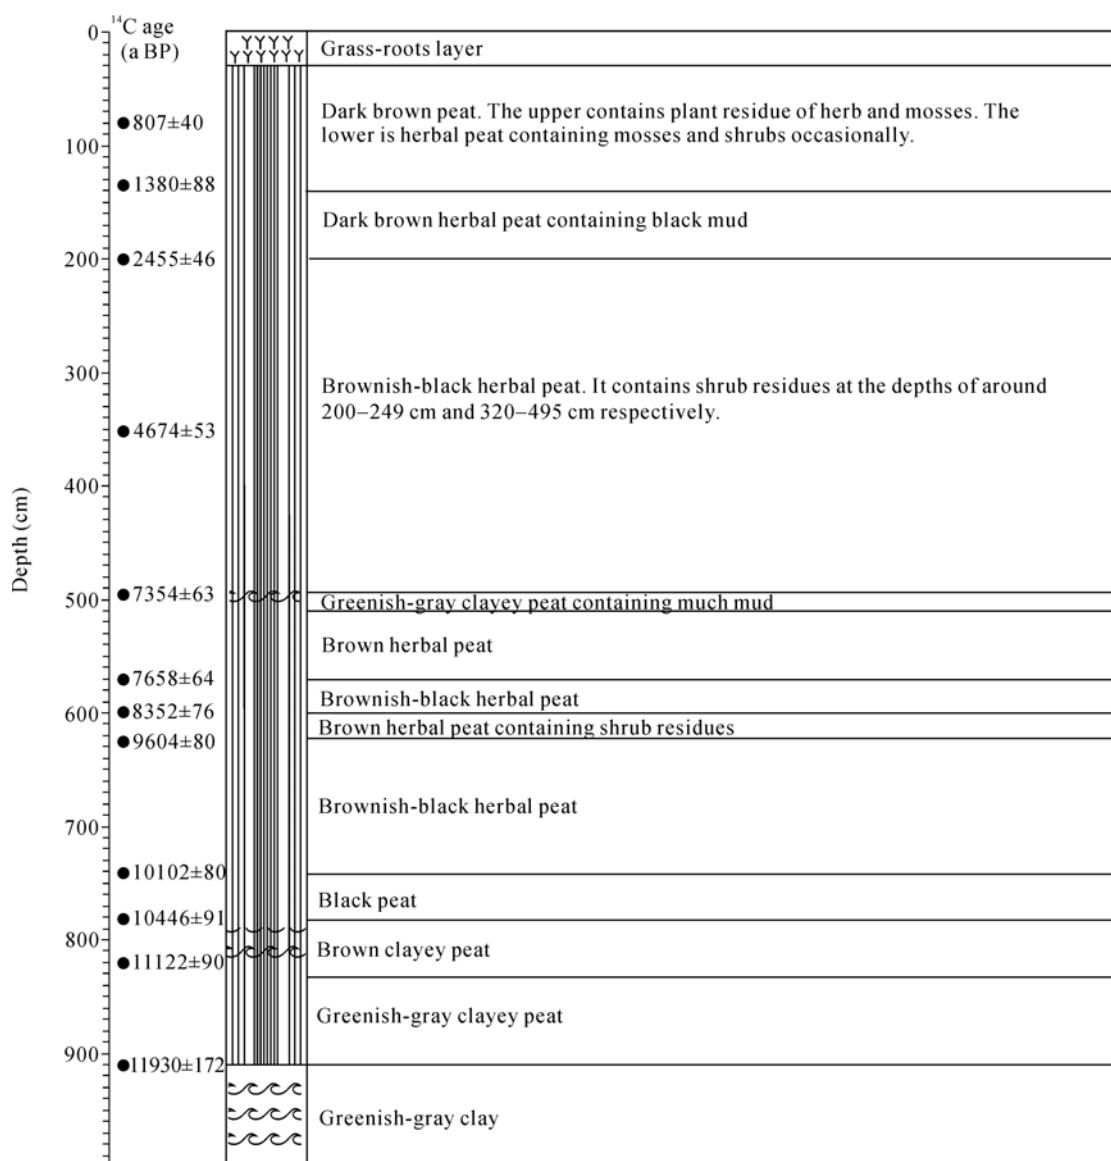 0
¹⁴C age
(a BP)
Grass-roots layer
Dark brown peat. The upper contains plant residue of herb and mosses. The
lower is herbal peat containing mosses and shrubs occasionally.
807±40
100
1380±88
Dark brown herbal peat containing black mud
200
2455±46
300
Brownish-black herbal peat. It contains shrub residues at the depths of around
200–249 cm and 320–495 cm respectively.
4674±53
400
Depth (cm)
7354±63
500
Greenish-gray clayey peat containing much mud
Brown herbal peat
7658±64
Brownish-black herbal peat
8352±76
600
Brown herbal peat containing shrub residues
9604±80
Brownish-black herbal peat
700
10102±80
Black peat
10446±91
800
Brown clayey peat
11122±90
Greenish-gray clayey peat
900
11930±172
Greenish-gray clay